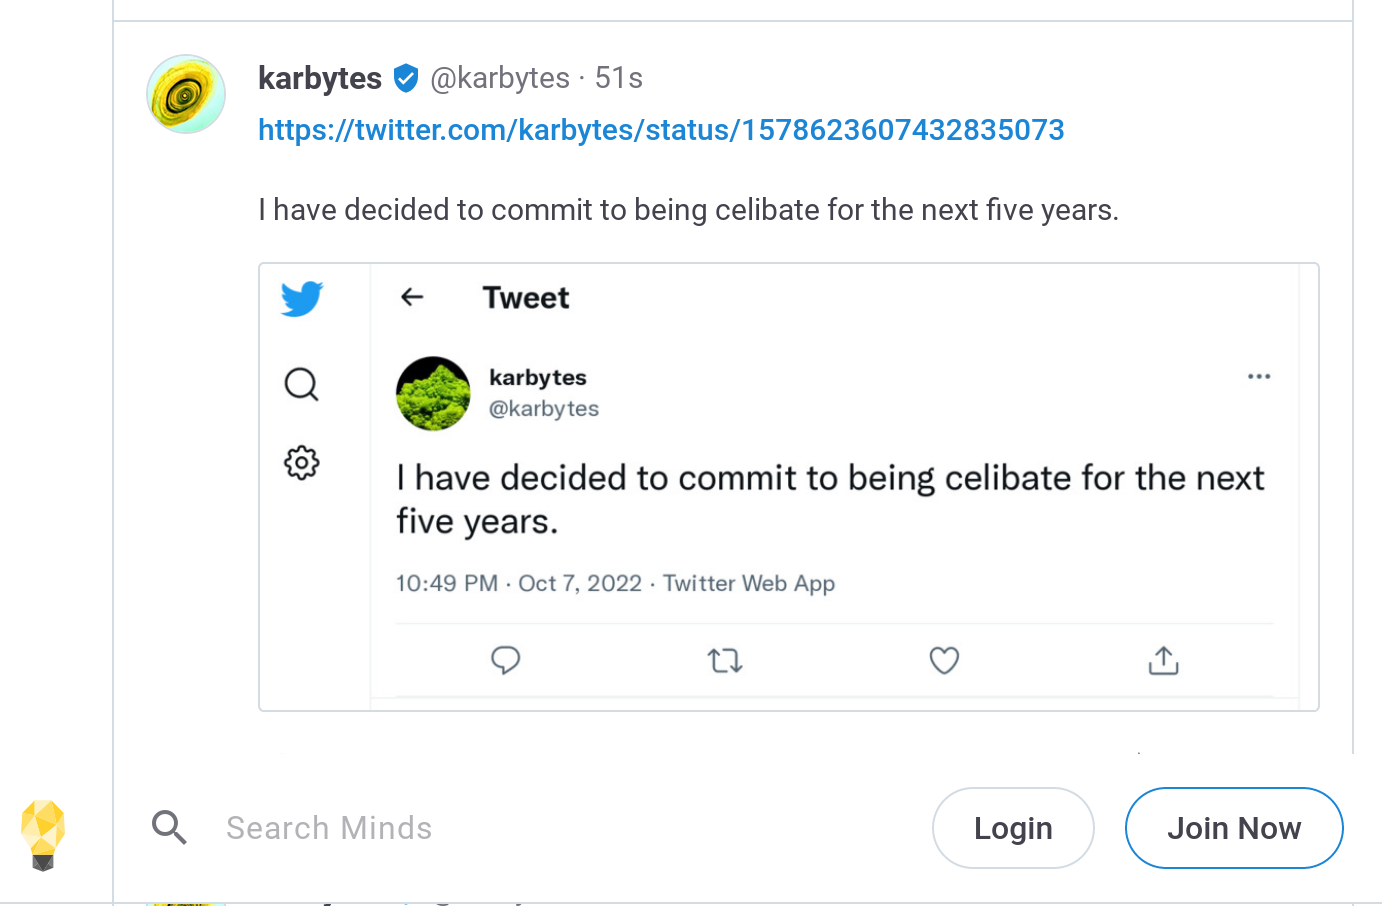 karbytes @karbytes · 51s
https://twitter.com/karbytes/status/1578623607432835073
I have decided to commit to being celibate for the next five years.
Tweet
karbytes
@karbytes
I have decided to commit to being celibate for the next
five years.
10:49 PM · Oct 7, 2022 · Twitter Web App
Search Minds
Login
Join Now